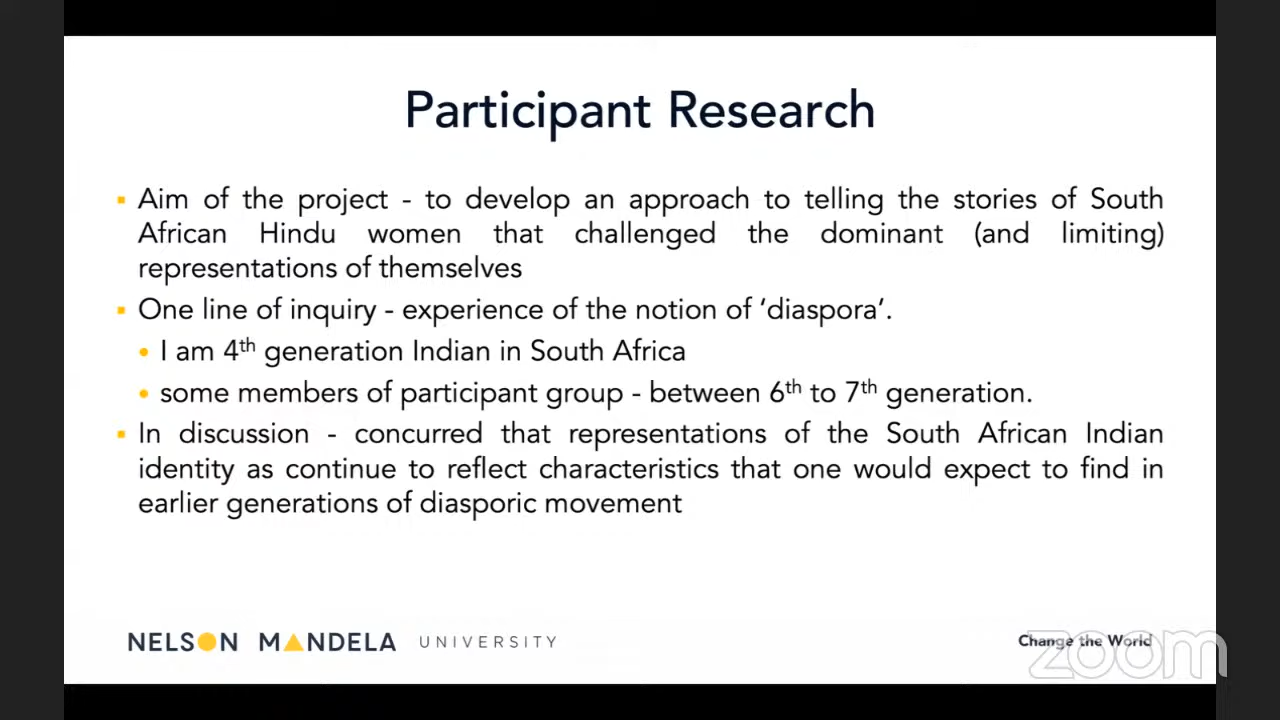 Participant Research
Aim of the project - to develop an approach to telling the stories of South
African Hindu women that challenged the dominant (and limiting)
representations of themselves
One line of inquiry - experience of the notion of ‘diaspora’.
I am 4th generation Indian in South Africa
some members of participant group - between 6th to 7th generation.
In discussion - concurred that representations of the South African Indian
identity as continue to reflect characteristics that one would expect to find in
earlier generations of diasporic movement
NELSON MANDELA UNIVERSITY
Change the World
zoom